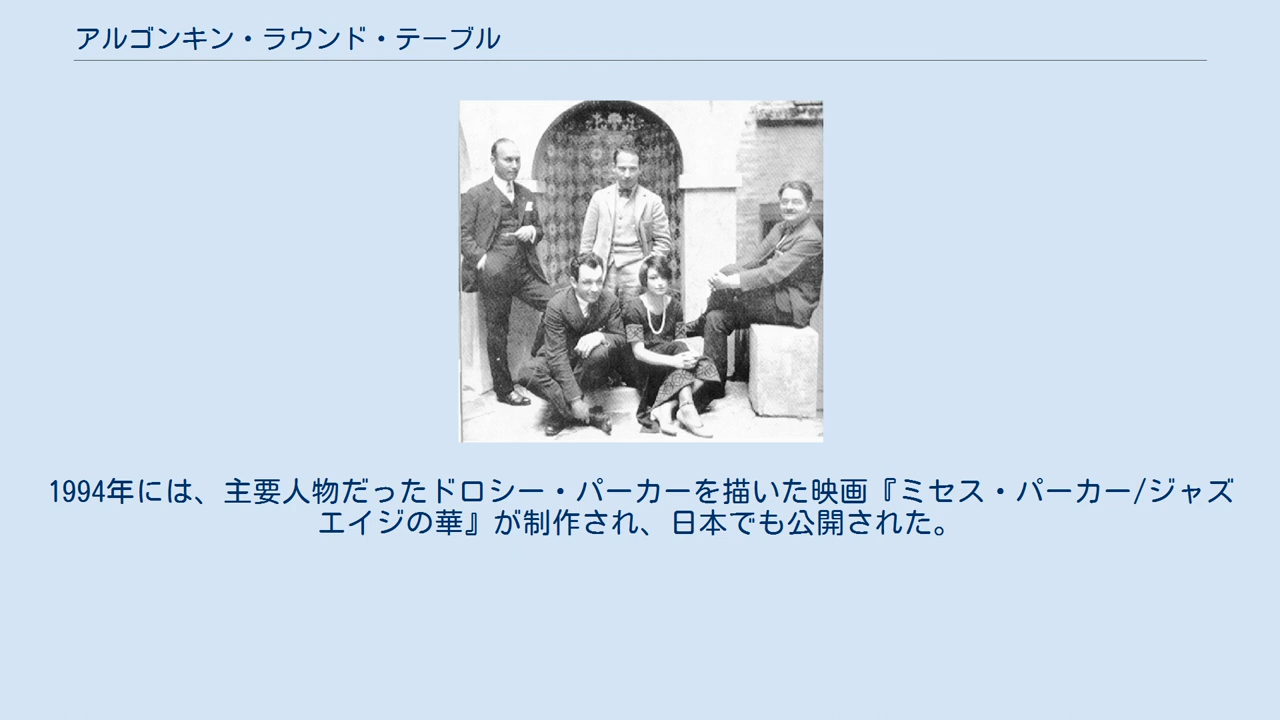 アルゴンキン・ラウンド・テーブル
1994年には、主要人物だったドロシー・パーカーを描いた映画『ミセス・パーカー/ジャズ
エイジの華』が制作され、日本でも公開された。